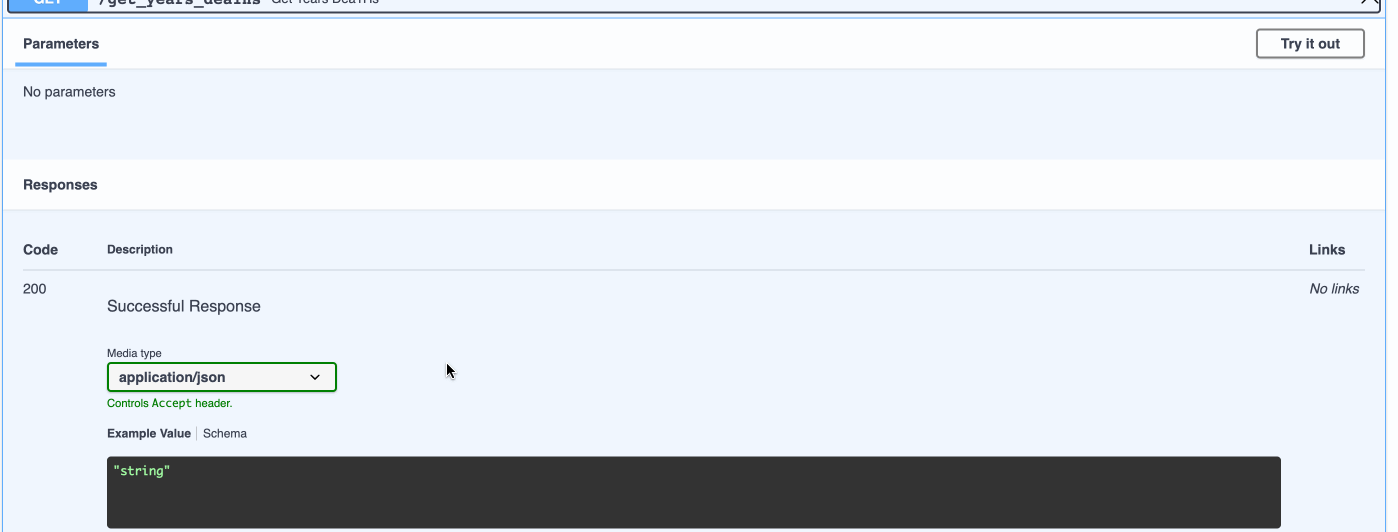 GET /get_years_deaths Get Years Deaths
Parameters
Try it out
No parameters
Responses
Code Description Links
200 Successful Response No links
Media type
application/json
Controls Accept header.
Example Value Schema
"string"